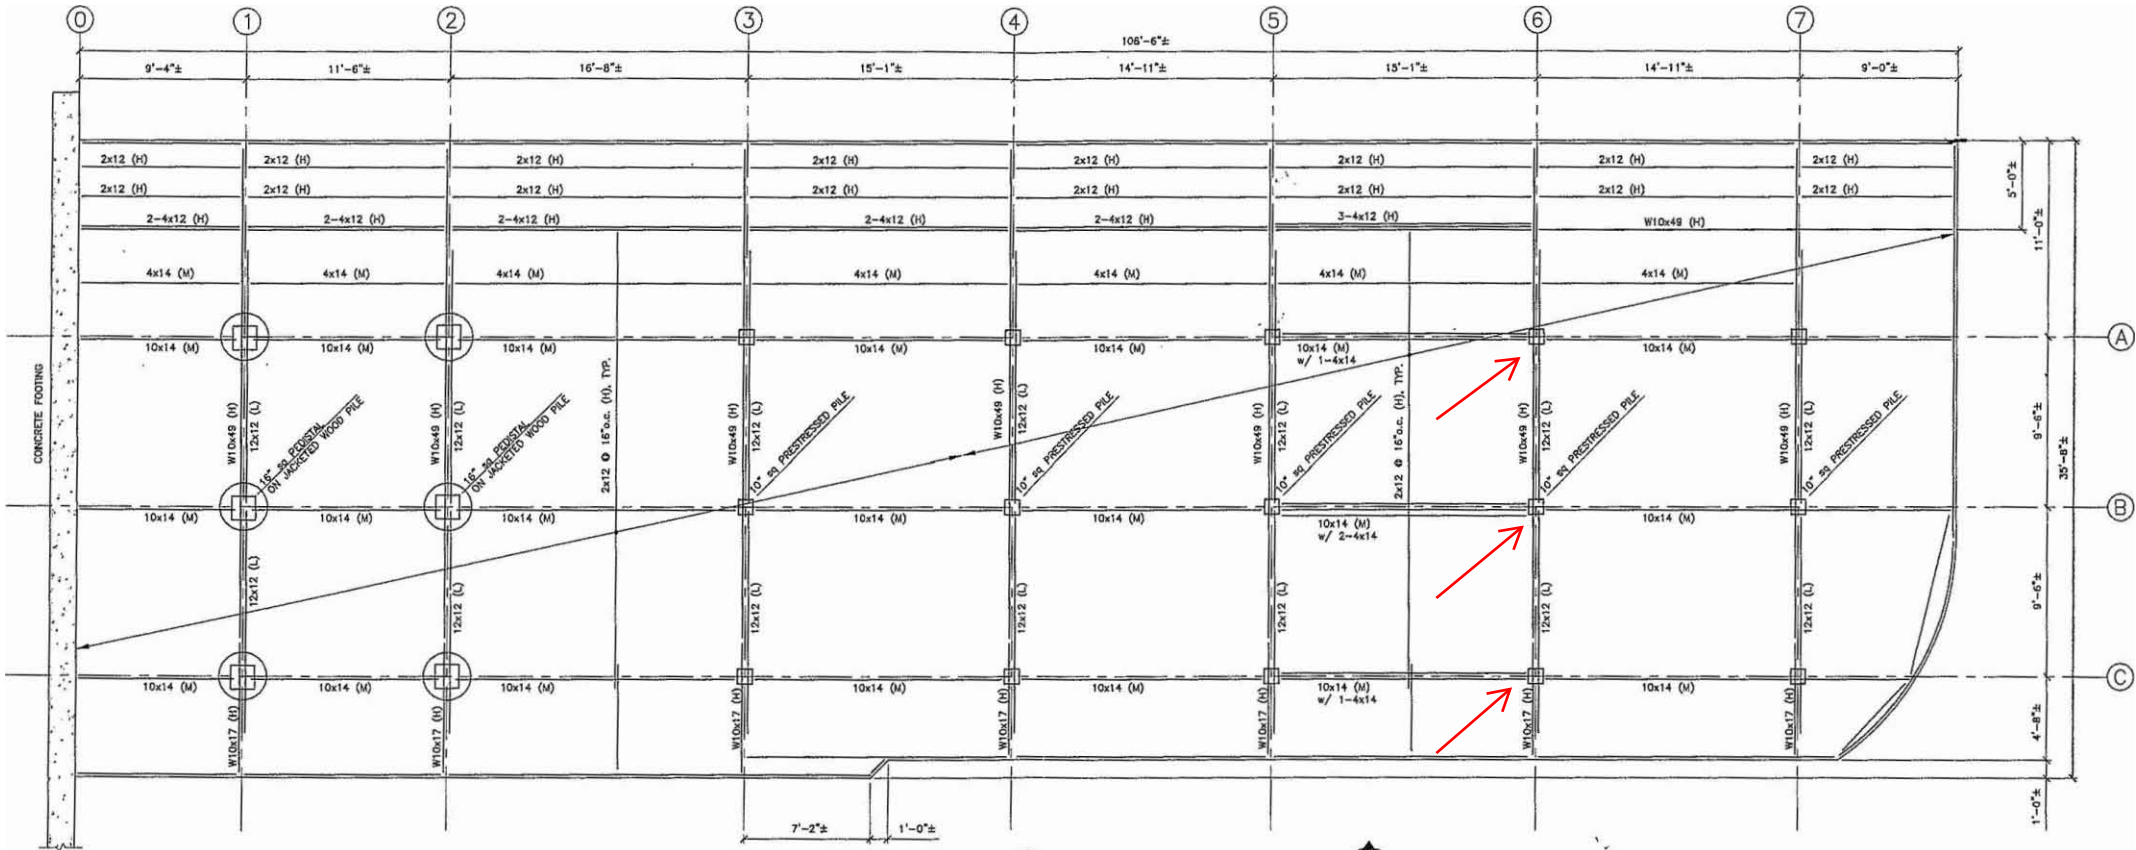 0 1 2 3 4 5 6 7
106'-6"±
9'-4"± 11'-6"± 16'-8"± 15'-1"± 14'-11"± 15'-1"± 14'-11"± 9'-0"±
2x12 (H) 2x12 (H) 2x12 (H) 2x12 (H) 2x12 (H) 2x12 (H) 2x12 (H) 2x12 (H)
2x12 (H) 2x12 (H) 2x12 (H) 2x12 (H) 2x12 (H) 2x12 (H) 2x12 (H) 2x12 (H)
5'-0"±
2-4x12 (H) 2-4x12 (H) 2-4x12 (H) 2-4x12 (H) 2-4x12 (H) 3-4x12 (H) W10x49 (H)
11'-0"±
4x14 (M) 4x14 (M) 4x14 (M) 4x14 (M) 4x14 (M) 4x14 (M) 4x14 (M)
A
10x14 (M) 10x14 (M) 10x14 (M) 10x14 (M) 10x14 (M) 10x14 (M) 10x14 (M)
w/ 1-4x14
CONCRETE FOOTING
W10x49 (H) 12x12 (L) W10x49 (H) 12x12 (L) W10x49 (H) 12x12 (L) W10x49 (H) 12x12 (L) W10x49 (H) 12x12 (L) W10x49 (H) 12x12 (L) W10x49 (H) 12x12 (L)
16" sq PEDISTAL
ON JACKETED WOOD PILE
16" sq PEDISTAL
ON JACKETED WOOD PILE
2x12 @ 16"o.c. (H), TYP.
10" sq PRESTRESSED PILE
10" sq PRESTRESSED PILE
10" sq PRESTRESSED PILE
2x12 @ 16"o.c. (H), TYP.
10" sq PRESTRESSED PILE
10" sq PRESTRESSED PILE
9'-6"±
35'-8"±
B
10x14 (M) 10x14 (M) 10x14 (M) 10x14 (M) 10x14 (M) 10x14 (M) 10x14 (M)
w/ 2-4x14
12x12 (L) 12x12 (L) 12x12 (L) 12x12 (L) 12x12 (L) 12x12 (L) 12x12 (L)
9'-6"±
C
10x14 (M) 10x14 (M) 10x14 (M) 10x14 (M) 10x14 (M) 10x14 (M) 10x14 (M)
w/ 1-4x14
W10x17 (H) W10x17 (H) W10x17 (H) W10x17 (H) W10x17 (H) W10x17 (H) W10x17 (H)
4'-8"±
1'-0"±
7'-2"± 1'-0"±